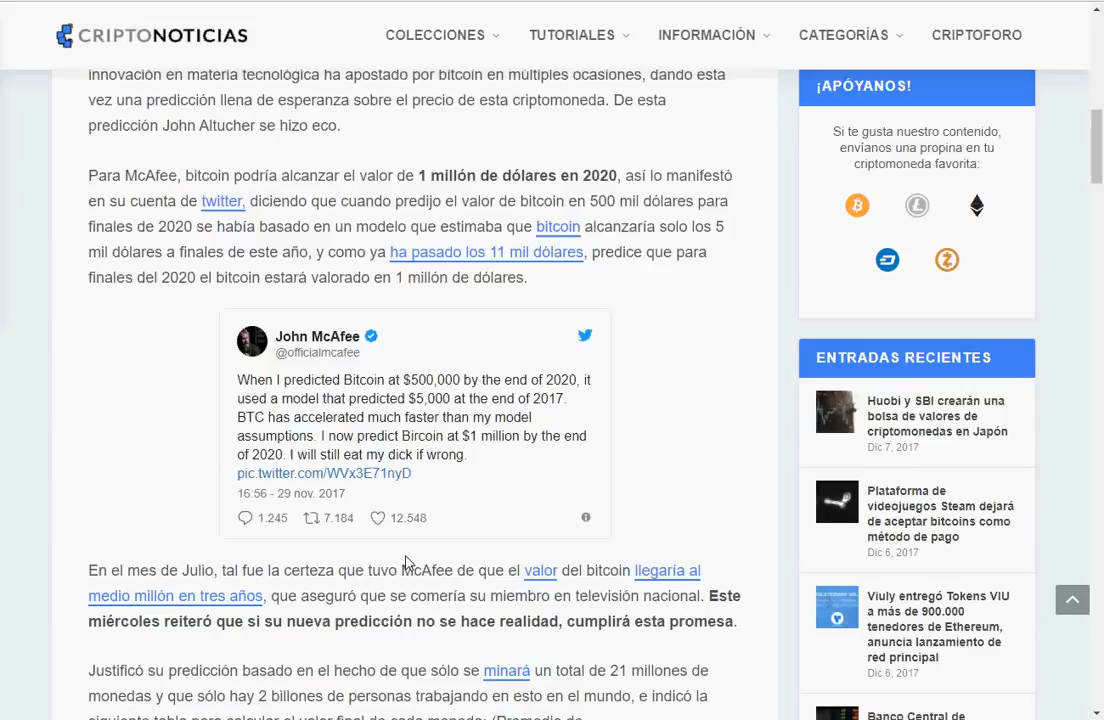 CRIPTONOTICIAS
COLECCIONES
TUTORIALES
INFORMACIÓN
CATEGORÍAS
CRIPTOFORO
innovación en materia tecnológica ha apostado por bitcoin en múltiples ocasiones, dando esta
vez una predicción llena de esperanza sobre el precio de esta criptomoneda. De esta
predicción John Altucher se hizo eco.
Para McAfee, bitcoin podría alcanzar el valor de 1 millón de dólares en 2020, así lo manifestó
en su cuenta de twitter, diciendo que cuando predijo el valor de bitcoin en 500 mil dólares para
finales de 2020 se había basado en un modelo que estimaba que bitcoin alcanzaría solo los 5
mil dólares a finales de este año, y como ya ha pasado los 11 mil dólares, predice que para
finales del 2020 el bitcoin estará valorado en 1 millón de dólares.
John McAfee
@officialmcafee
When I predicted Bitcoin at $500,000 by the end of 2020, it
used a model that predicted $5,000 at the end of 2017.
BTC has accelerated much faster than my model
assumptions. I now predict Bircoin at $1 million by the end
of 2020. I will still eat my dick if wrong.
pic.twitter.com/WVx3E71nyD
16:56 - 29 nov. 2017
1.245 7.184 12.548
En el mes de Julio, tal fue la certeza que tuvo McAfee de que el valor del bitcoin llegaría al
medio millón en tres años, que aseguró que se comería su miembro en televisión nacional. Este
miércoles reiteró que si su nueva predicción no se hace realidad, cumplirá esta promesa.
Justificó su predicción basado en el hecho de que sólo se minará un total de 21 millones de
monedas y que sólo hay 2 billones de personas trabajando en esto en el mundo, e indicó la
siguiente tabla para calcular el valor final de cada moneda: (Promedio de
¡APÓYANOS!
Si te gusta nuestro contenido,
envíanos una propina en tu
criptomoneda favorita:
ENTRADAS RECIENTES
Huobi y SBI crearán una
bolsa de valores de
criptomonedas en Japón
Dic 7, 2017
Plataforma de
videojuegos Steam dejará
de aceptar bitcoins como
método de pago
Dic 6, 2017
Viuly entregó Tokens VIU
a más de 900.000
tenedores de Ethereum,
anuncia lanzamiento de
red principal
Dic 6, 2017
Banco Central de